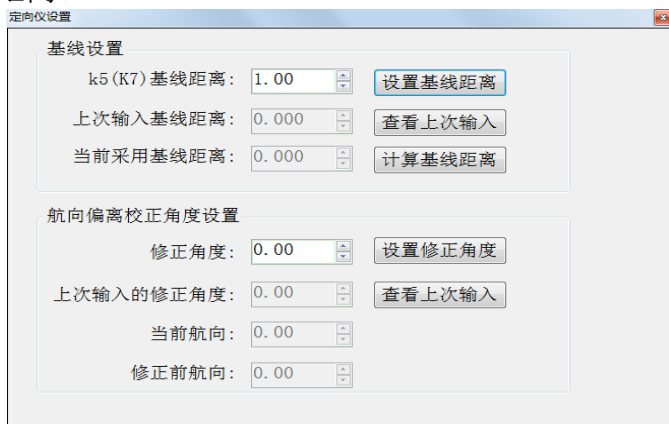 定向仪设置
基线设置
k5(K7)基线距离: 1.00 设置基线距离
上次输入基线距离: 0.000 查看上次输入
当前采用基线距离: 0.000 计算基线距离
航向偏离校正角度设置
修正角度: 0.00 设置修正角度
上次输入的修正角度: 0.00 查看上次输入
当前航向: 0.00
修正前航向: 0.00